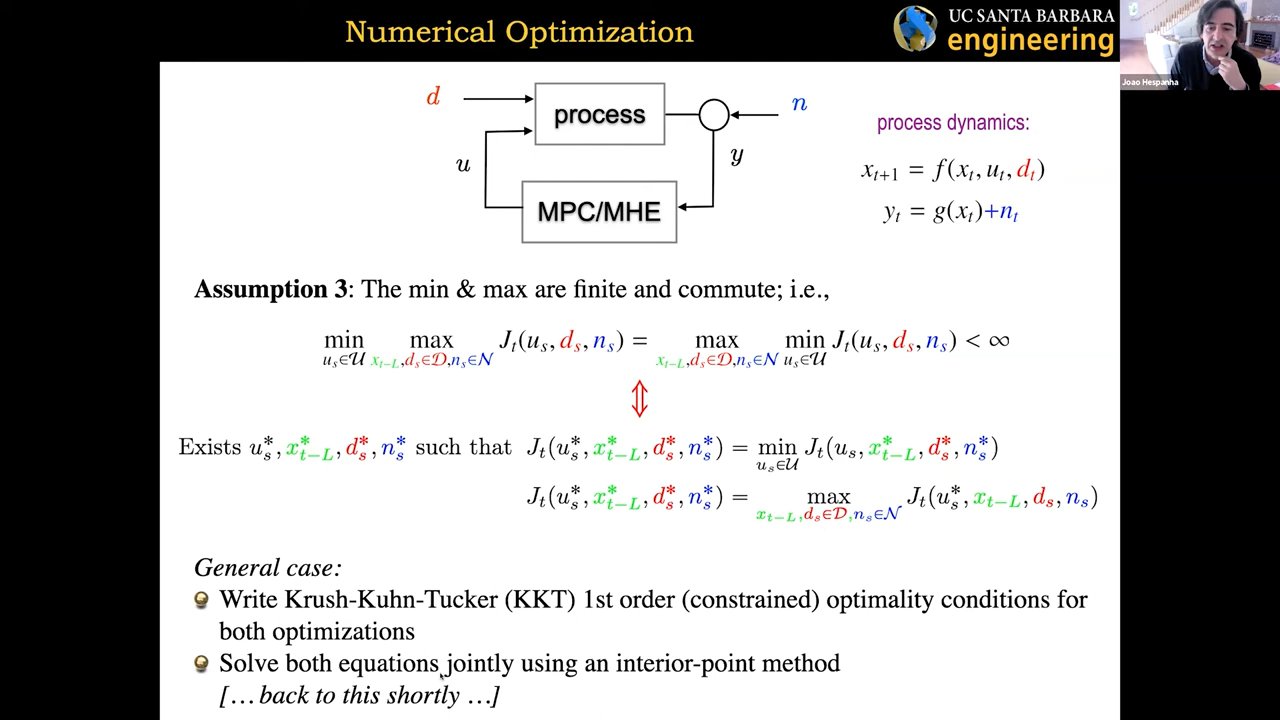 Numerical Optimization
UC SANTA BARBARA
engineering
Joao Hespanha
d
process
n
u
y
MPC/MHE
process dynamics:
x_{t+1} = f(x_t, u_t, d_t)
y_t = g(x_t)+n_t
Assumption 3: The min & max are finite and commute; i.e.,
min_{u_s∈𝒰} max_{x_{t−L},d_s∈𝒟,n_s∈𝒩} J_t(u_s, d_s, n_s) = max_{x_{t−L},d_s∈𝒟,n_s∈𝒩} min_{u_s∈𝒰} J_t(u_s, d_s, n_s) < ∞
⇕
Exists u_s^*, x_{t−L}^*, d_s^*, n_s^* such that J_t(u_s^*, x_{t−L}^*, d_s^*, n_s^*) = min_{u_s∈𝒰} J_t(u_s, x_{t−L}^*, d_s^*, n_s^*)
J_t(u_s^*, x_{t−L}^*, d_s^*, n_s^*) = max_{x_{t−L},d_s∈𝒟,n_s∈𝒩} J_t(u_s^*, x_{t−L}, d_s, n_s)
General case:
Write Krush-Kuhn-Tucker (KKT) 1st order (constrained) optimality conditions for
both optimizations
Solve both equations jointly using an interior-point method
[… back to this shortly …]